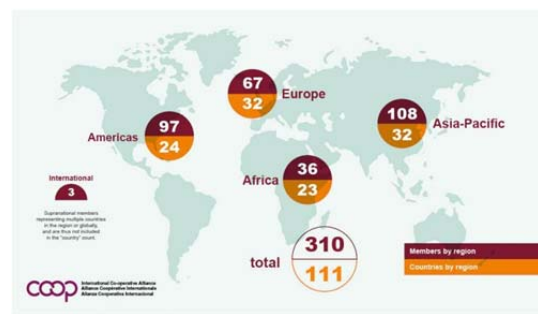 67
32
Europe
97
24
Americas
108
32
Asia-Pacific
36
23
Africa
International
3
Supranational members
representing multiple countries
in the region or globally,
and are thus not included
in the "country" count.
310
111
total
Members by region
Countries by region
coop
International Co-operative Alliance
Alliance Coopérative Internationale
Alianza Cooperativa Internacional